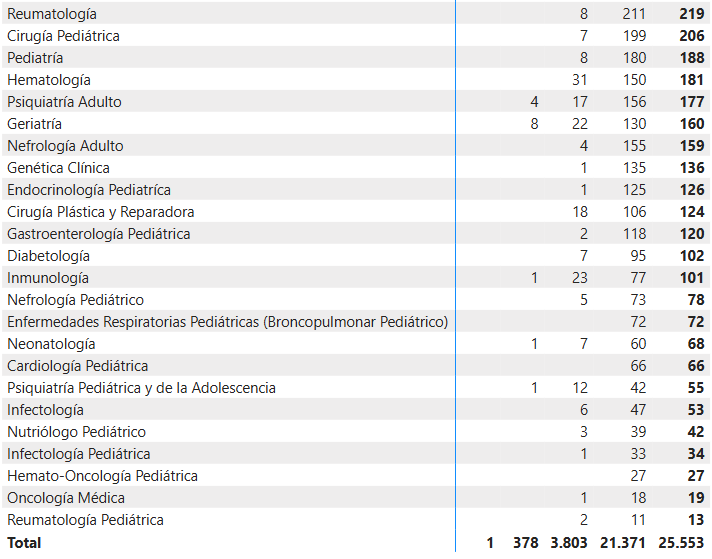 Reumatología 8 211 219
Cirugía Pediátrica 7 199 206
Pediatría 8 180 188
Hematología 31 150 181
Psiquiatría Adulto 4 17 156 177
Geriatría 8 22 130 160
Nefrología Adulto 4 155 159
Genética Clínica 1 135 136
Endocrinología Pediatríca 1 125 126
Cirugía Plástica y Reparadora 18 106 124
Gastroenterología Pediátrica 2 118 120
Diabetología 7 95 102
Inmunología 1 23 77 101
Nefrología Pediátrico 5 73 78
Enfermedades Respiratorias Pediátricas (Broncopulmonar Pediátrico) 72 72
Neonatología 1 7 60 68
Cardiología Pediátrica 66 66
Psiquiatría Pediátrica y de la Adolescencia 1 12 42 55
Infectología 6 47 53
Nutriólogo Pediátrico 3 39 42
Infectología Pediátrica 1 33 34
Hemato-Oncología Pediátrica 27 27
Oncología Médica 1 18 19
Reumatología Pediátrica 2 11 13
Total 1 378 3.803 21.371 25.553